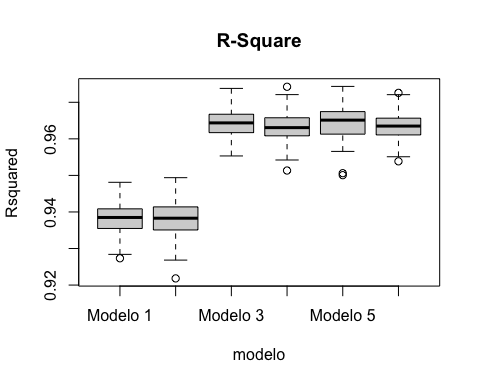 R-Square
Rsquared
0.96
0.94
0.92
Modelo 1
Modelo 3
Modelo 5
modelo